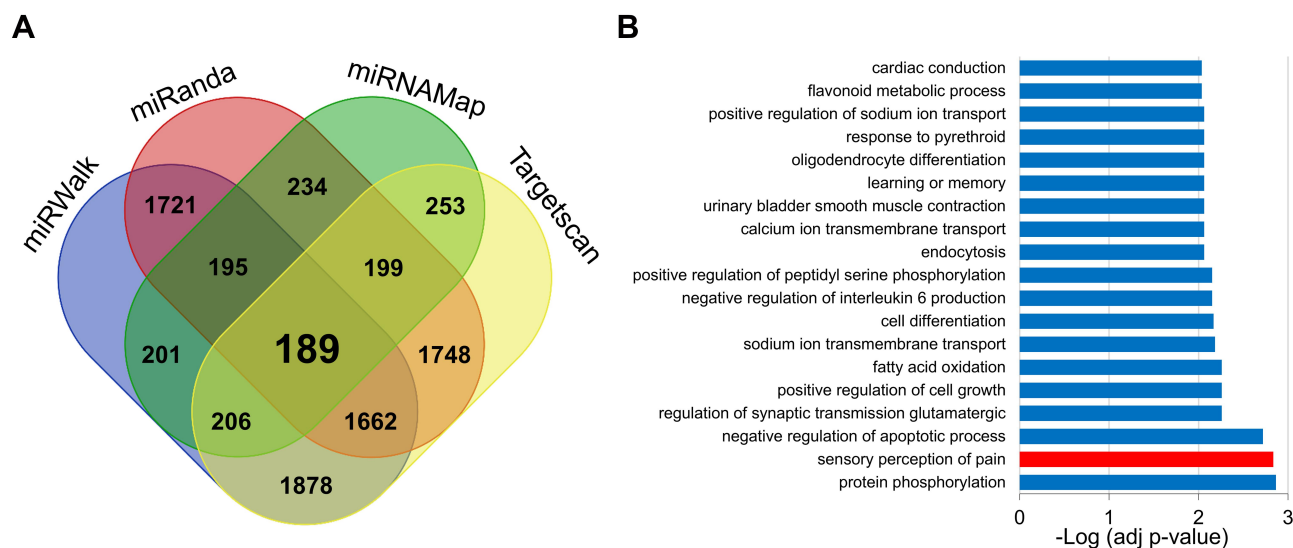 A
miRWalk
miRanda
miRNAMap
Targetscan
1721
234
253
195
199
201
189
1748
206
1662
1878
B
cardiac conduction
flavonoid metabolic process
positive regulation of sodium ion transport
response to pyrethroid
oligodendrocyte differentiation
learning or memory
urinary bladder smooth muscle contraction
calcium ion transmembrane transport
endocytosis
positive regulation of peptidyl serine phosphorylation
negative regulation of interleukin 6 production
cell differentiation
sodium ion transmembrane transport
fatty acid oxidation
positive regulation of cell growth
regulation of synaptic transmission glutamatergic
negative regulation of apoptotic process
sensory perception of pain
protein phosphorylation
0 1 2 3
-Log (adj p-value)